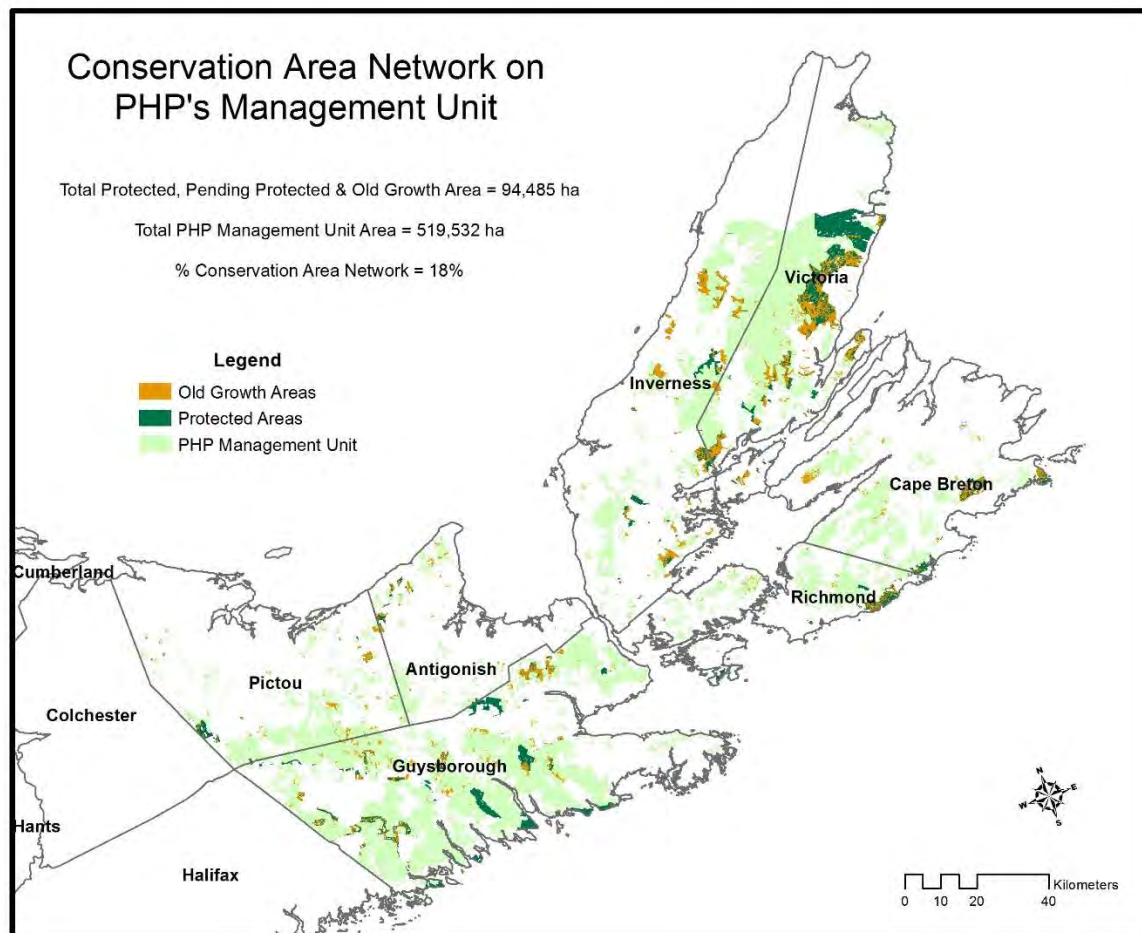 Conservation Area Network on
PHP's Management Unit
Total Protected, Pending Protected & Old Growth Area = 94,485 ha
Total PHP Management Unit Area = 519,532 ha
% Conservation Area Network = 18%
Legend
Old Growth Areas
Protected Areas
PHP Management Unit
Victoria
Inverness
Cape Breton
Richmond
Cumberland
Antigonish
Pictou
Colchester
Guysborough
Hants
Halifax
N
W E
S
Kilometers
0 10 20 40